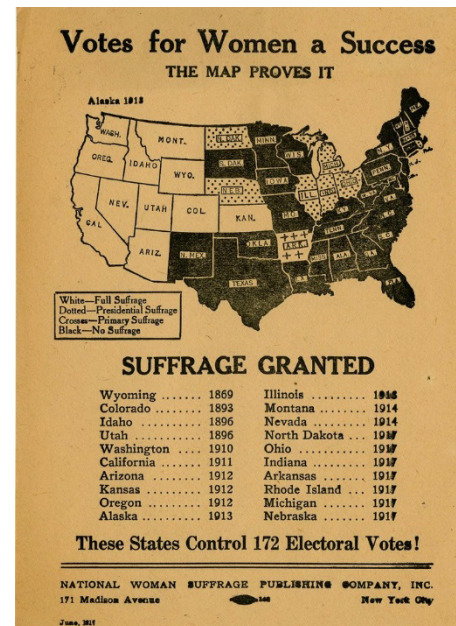 Votes for Women a Success
THE MAP PROVES IT
Alaska 1913
WASH.
MONT.
N. DAK.
MINN.
OREG.
IDAHO
WYO.
S. DAK.
WIS.
N.Y.
IOWA
NEB.
PENN.
NEV.
UTAH
COL.
KAN.
MO.
ILL.
CAL
ARIZ.
N. MEX.
OKLA.
ARK.
TENN.
TEXAS
LA.
MISS
ALA.
GA.
FLA.
White—Full Suffrage
Dotted—Presidential Suffrage
Crosses—Primary Suffrage
Black—No Suffrage
SUFFRAGE GRANTED
Wyoming ....... 1869 Illinois ......... 1913
Colorado ....... 1893 Montana ........ 1914
Idaho .......... 1896 Nevada ......... 1914
Utah ........... 1896 North Dakota ... 1917
Washington .... 1910 Ohio ........... 1917
California ...... 1911 Indiana ......... 1917
Arizona ........ 1912 Arkansas ....... 1917
Kansas ......... 1912 Rhode Island ... 1917
Oregon ......... 1912 Michigan ....... 1917
Alaska .......... 1913 Nebraska ....... 1917
These States Control 172 Electoral Votes!
NATIONAL WOMAN SUFFRAGE PUBLISHING COMPANY, INC.
171 Madison Avenue New York City
June, 1917